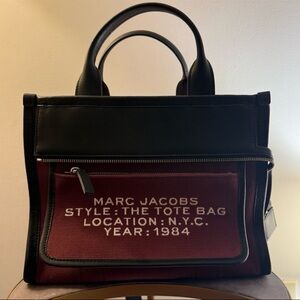 MARC JACOBS
STYLE : THE TOTE BAG
LOCATION : N.Y.C.
YEAR : 1984